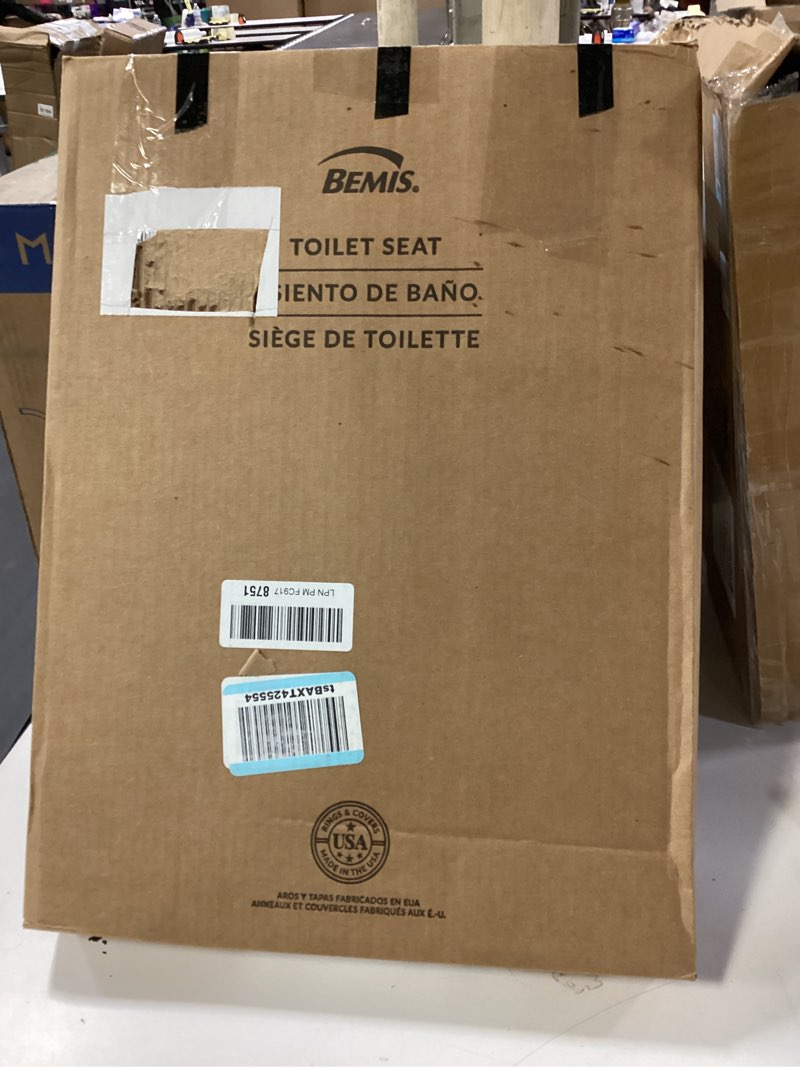 BEMIS®
TOILET SEAT
SIENTO DE BAÑO
SIÈGE DE TOILETTE
M
LPN PM FC917 8751
tsBAXT425554
RINGS & COVERS
USA
MADE IN THE USA
AROS Y TAPAS FABRICADOS EN EUA
ANNEAUX ET COUVERCLES FABRIQUÉS AUX É.-U.